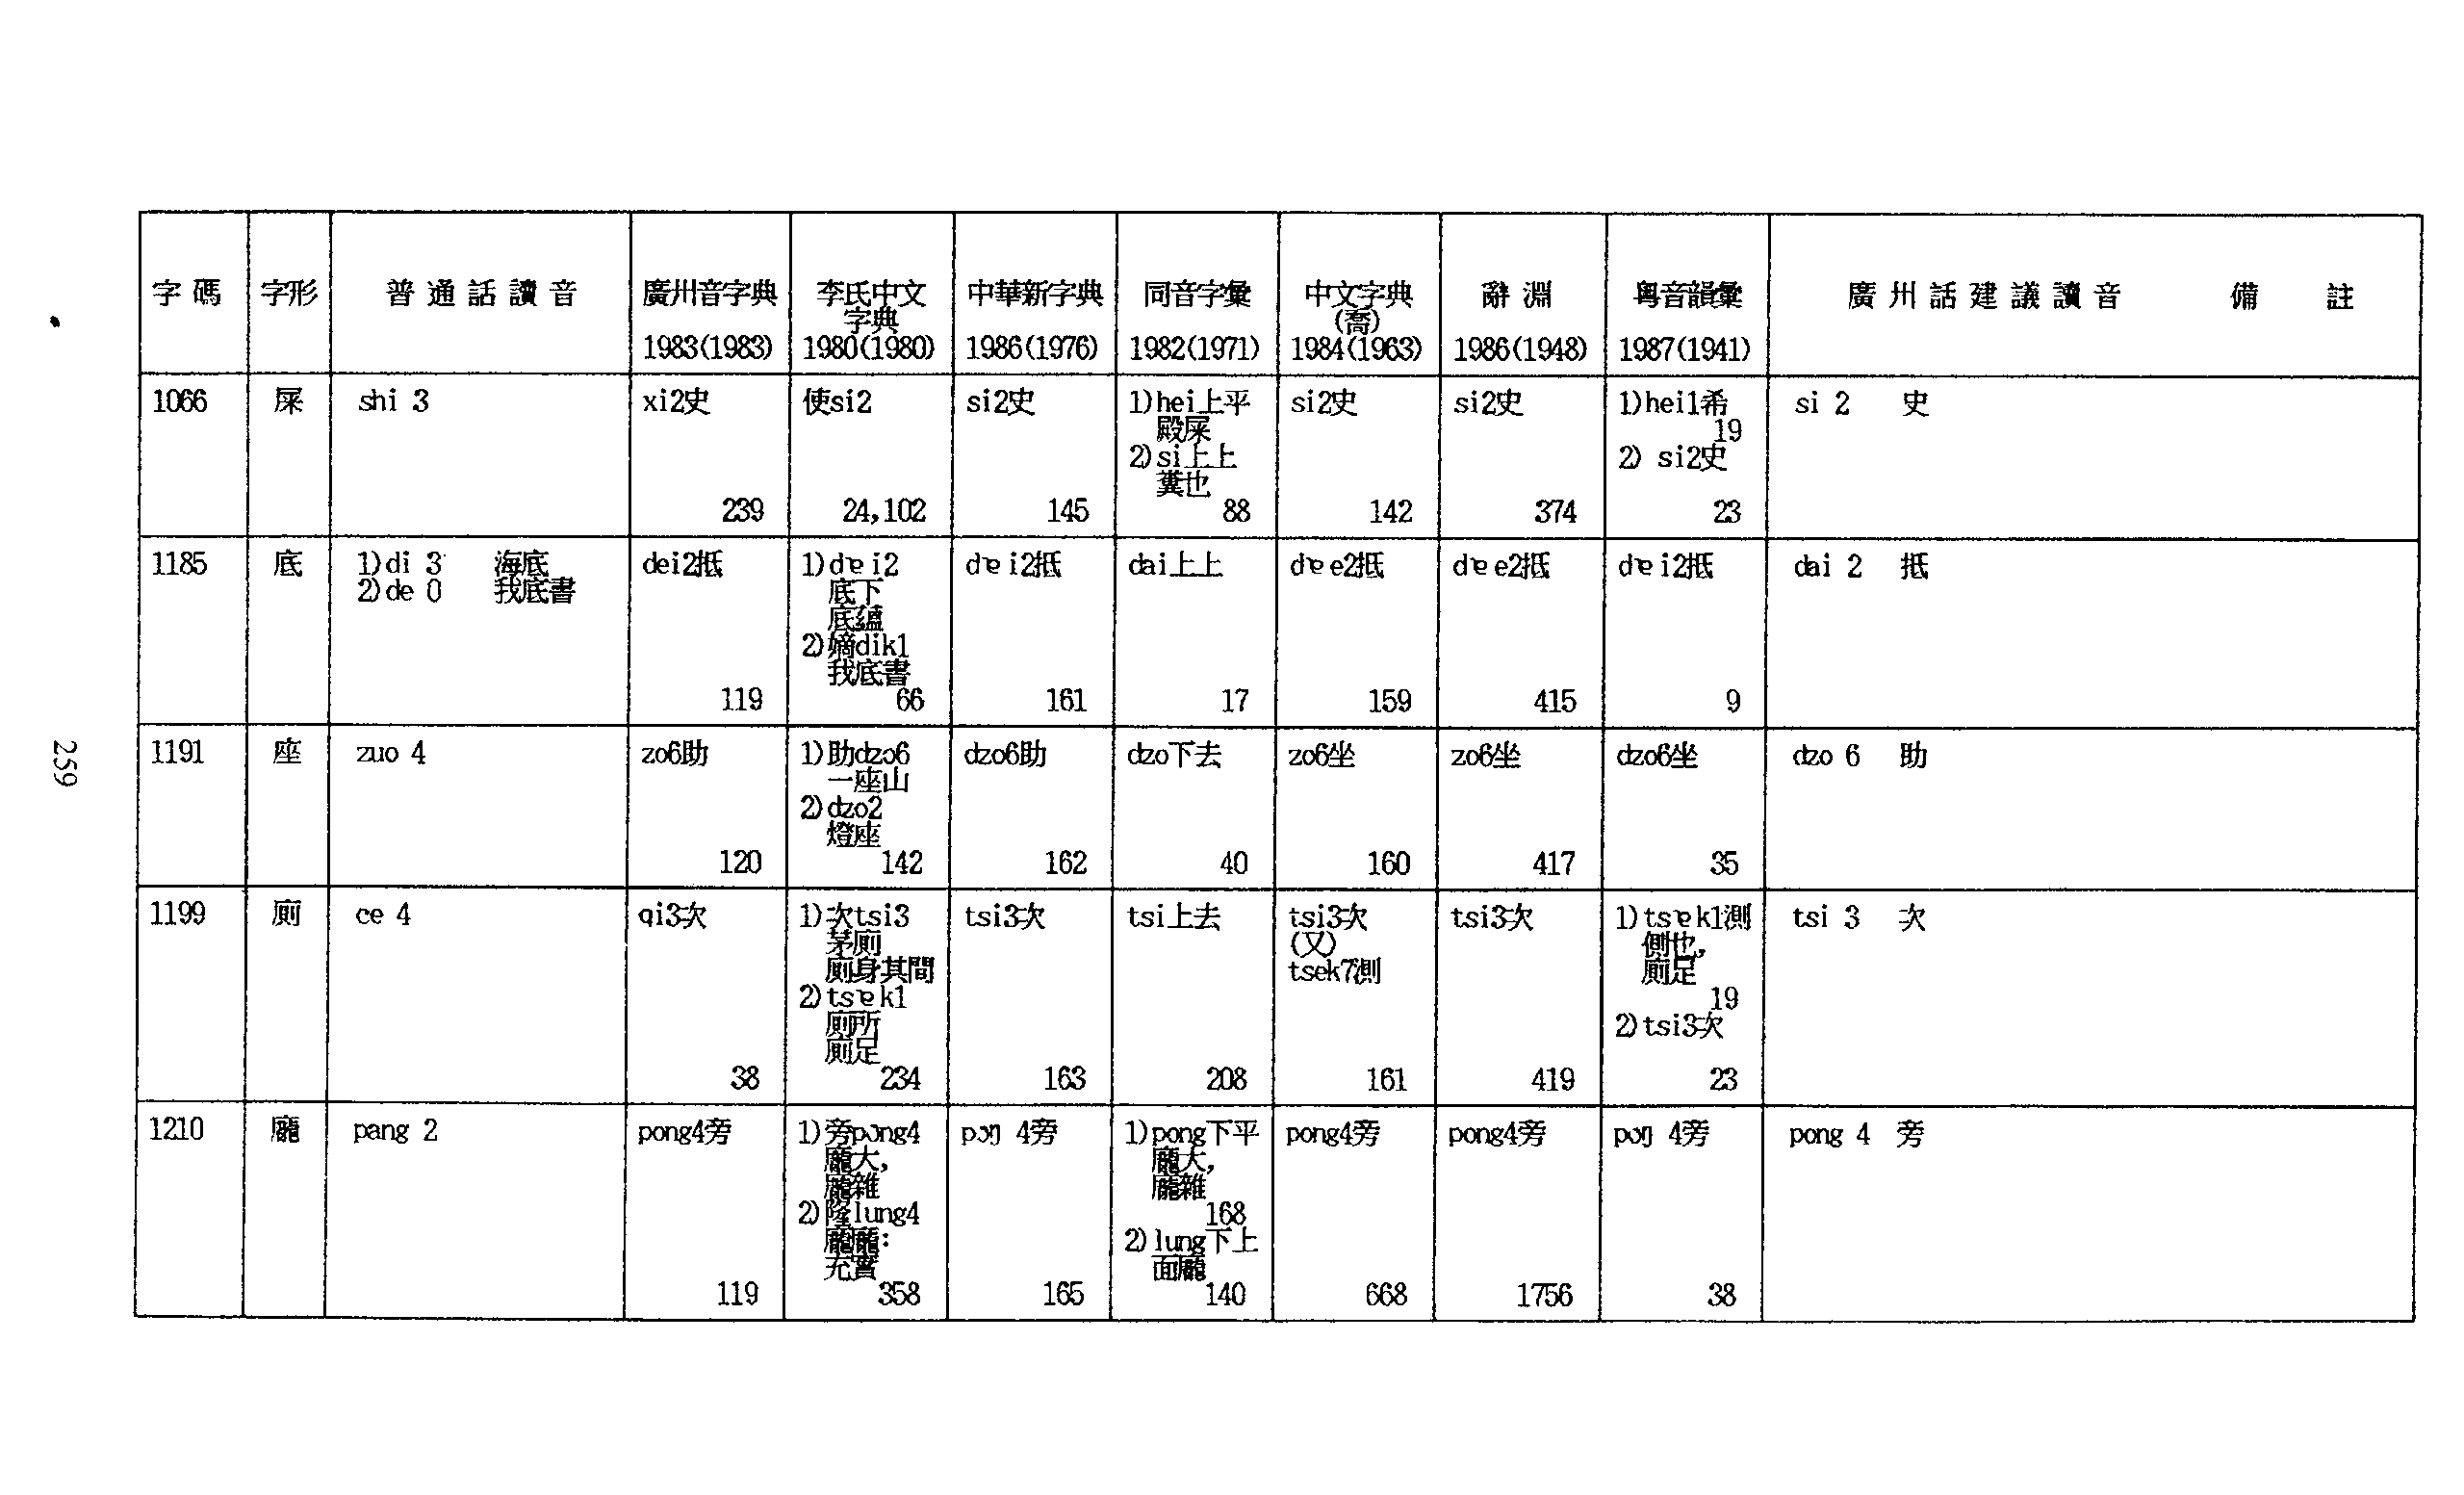 字碼 字形 普通話讀音 廣州音字典 1983(1983) 李氏中文字典 1980(1980) 中華新字典 1986(1976) 同音字彙 1982(1971) 中文字典(喬) 1984(1963) 辭淵 1986(1948) 粵音韻彙 1987(1941) 廣州話建議讀音 備註
1066 屎 shi 3 xi2史 239 使si2 24,102 si2史 145 1)hei上平 殿屎 2)si上上 糞也 88 si2史 142 si2史 374 1)hei1希 19 2) si2史 23 si 2 史
1185 底 1)di 3 海底 2)de 0 我底書 dei2抵 119 1)dɐi2 底下 底蘊 2)嫡dik1 我底書 66 dɐi2抵 161 dai上上 17 dɐe2抵 159 dɐe2抵 415 dɐi2抵 9 dai 2 抵
1191 座 zuo 4 zo6助 120 1)助dzo6 一座山 2)dzo2 燈座 142 dzo6助 162 dzo下去 40 zo6坐 160 zo6坐 417 dzo6坐 35 dzo 6 助
1199 廁 ce 4 qi3次 38 1)次tsi3 茅廁 廁身其間 2)tsɐk1 廁所 廁足 234 tsi3次 163 tsi上去 208 tsi3次 (又) tsek7測 161 tsi3次 419 1)tsɐk1測 側也, 廁足 19 2)tsi3次 23 tsi 3 次
1210 龐 pang 2 pong4旁 119 1)旁pɔng4 龐大, 龐雜 2)隆lung4 龐龐: 充實 358 pɔŋ 4旁 165 1)pong下平 龐大, 龐雜 168 2)lung下上 面龐 140 pong4旁 668 pong4旁 1756 pɔŋ 4旁 38 pong 4 旁
259